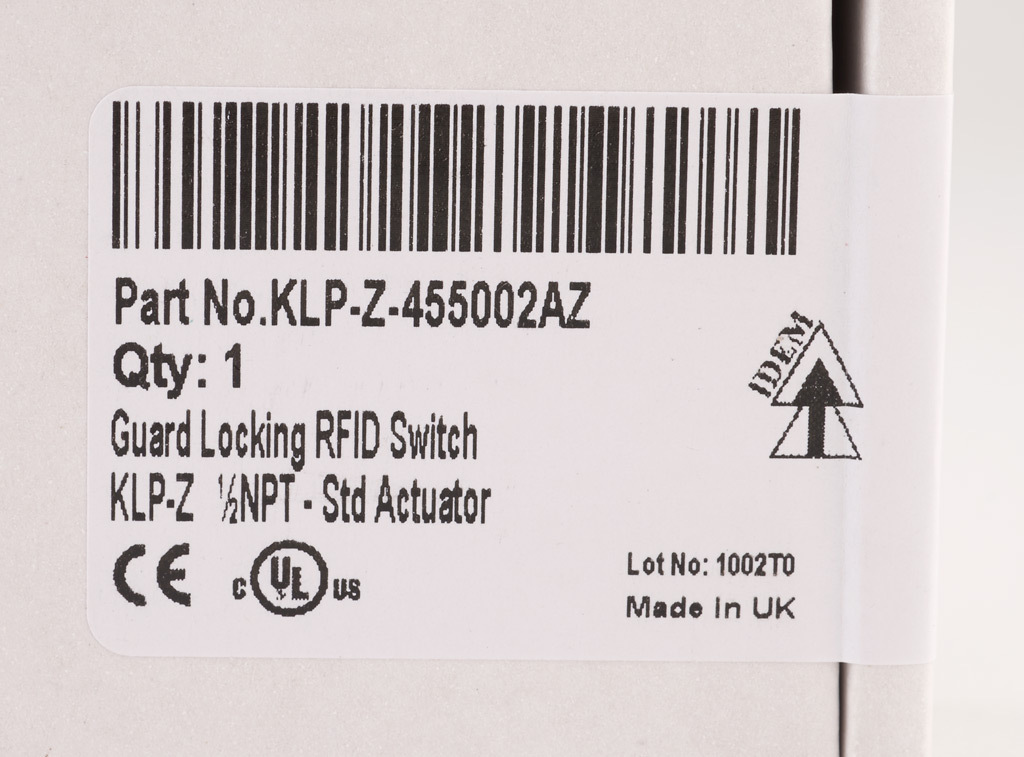 Part No.KLP-Z-455002AZ
Qty: 1
Guard Locking RFID Switch
KLP-Z ½NPT - Std Actuator
IDEM
CE
c UL us
Lot No: 1002T0
Made In UK